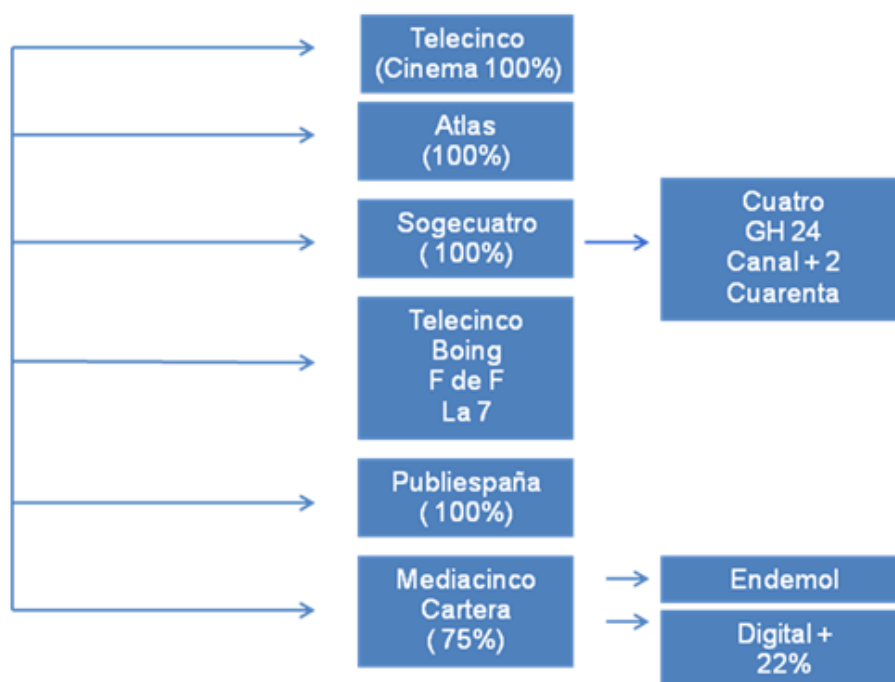 Telecinco
(Cinema 100%)
Atlas
(100%)
Sogecuatro
( 100%)
Cuatro
GH 24
Canal + 2
Cuarenta
Telecinco
Boing
F de F
La 7
Publiespaña
( 100%)
Mediacinco
Cartera
( 75%)
Endemol
Digital +
22%